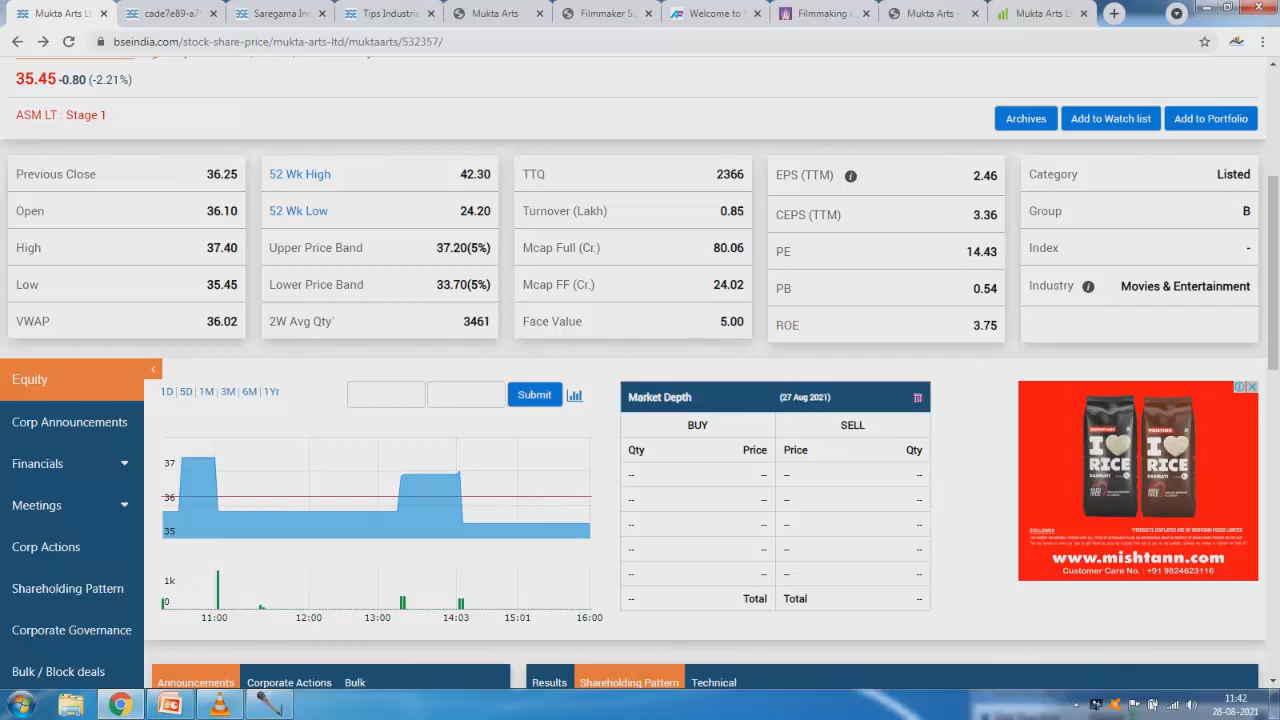 Mukta Arts
cade7e89-a7
Saregama In
Tips Industri
Mukta Arts
Filmmaker Su
Welcome to
Filmmaking C
Mukta Arts -
Mukta Arts Lt
bseindia.com/stock-share-price/mukta-arts-ltd/muktaarts/532357/
35.45 -0.80 (-2.21%)
ASM LT : Stage 1
Archives
Add to Watch list
Add to Portfolio
Previous Close 36.25
Open 36.10
High 37.40
Low 35.45
VWAP 36.02
52 Wk High 42.30
52 Wk Low 24.20
Upper Price Band 37.20(5%)
Lower Price Band 33.70(5%)
2W Avg Qty* 3461
TTQ 2366
Turnover (Lakh) 0.85
Mcap Full (Cr.) 80.06
Mcap FF (Cr.) 24.02
Face Value 5.00
EPS (TTM) 2.46
CEPS (TTM) 3.36
PE 14.43
PB 0.54
ROE 3.75
Category Listed
Group B
Index -
Industry Movies & Entertainment
Equity
Corp Announcements
Financials
Meetings
Corp Actions
Shareholding Pattern
Corporate Governance
Bulk / Block deals
1D | 5D | 1M | 3M | 6M | 1Yr
Submit
37
36
35
1k
0
11:00 12:00 13:00 14:03 15:01 16:00
Market Depth (27 Aug 2021)
BUY SELL
Qty Price Price Qty
-- -- -- --
-- -- -- --
-- -- -- --
-- -- -- --
-- -- -- --
-- Total Total --
I RICE
BASMATI
I RICE
BASMATI
www.mishtann.com
Customer Care No. : +91 9824623116
Announcements Corporate Actions Bulk
Results Shareholding Pattern Technical
11:42
28-08-2021